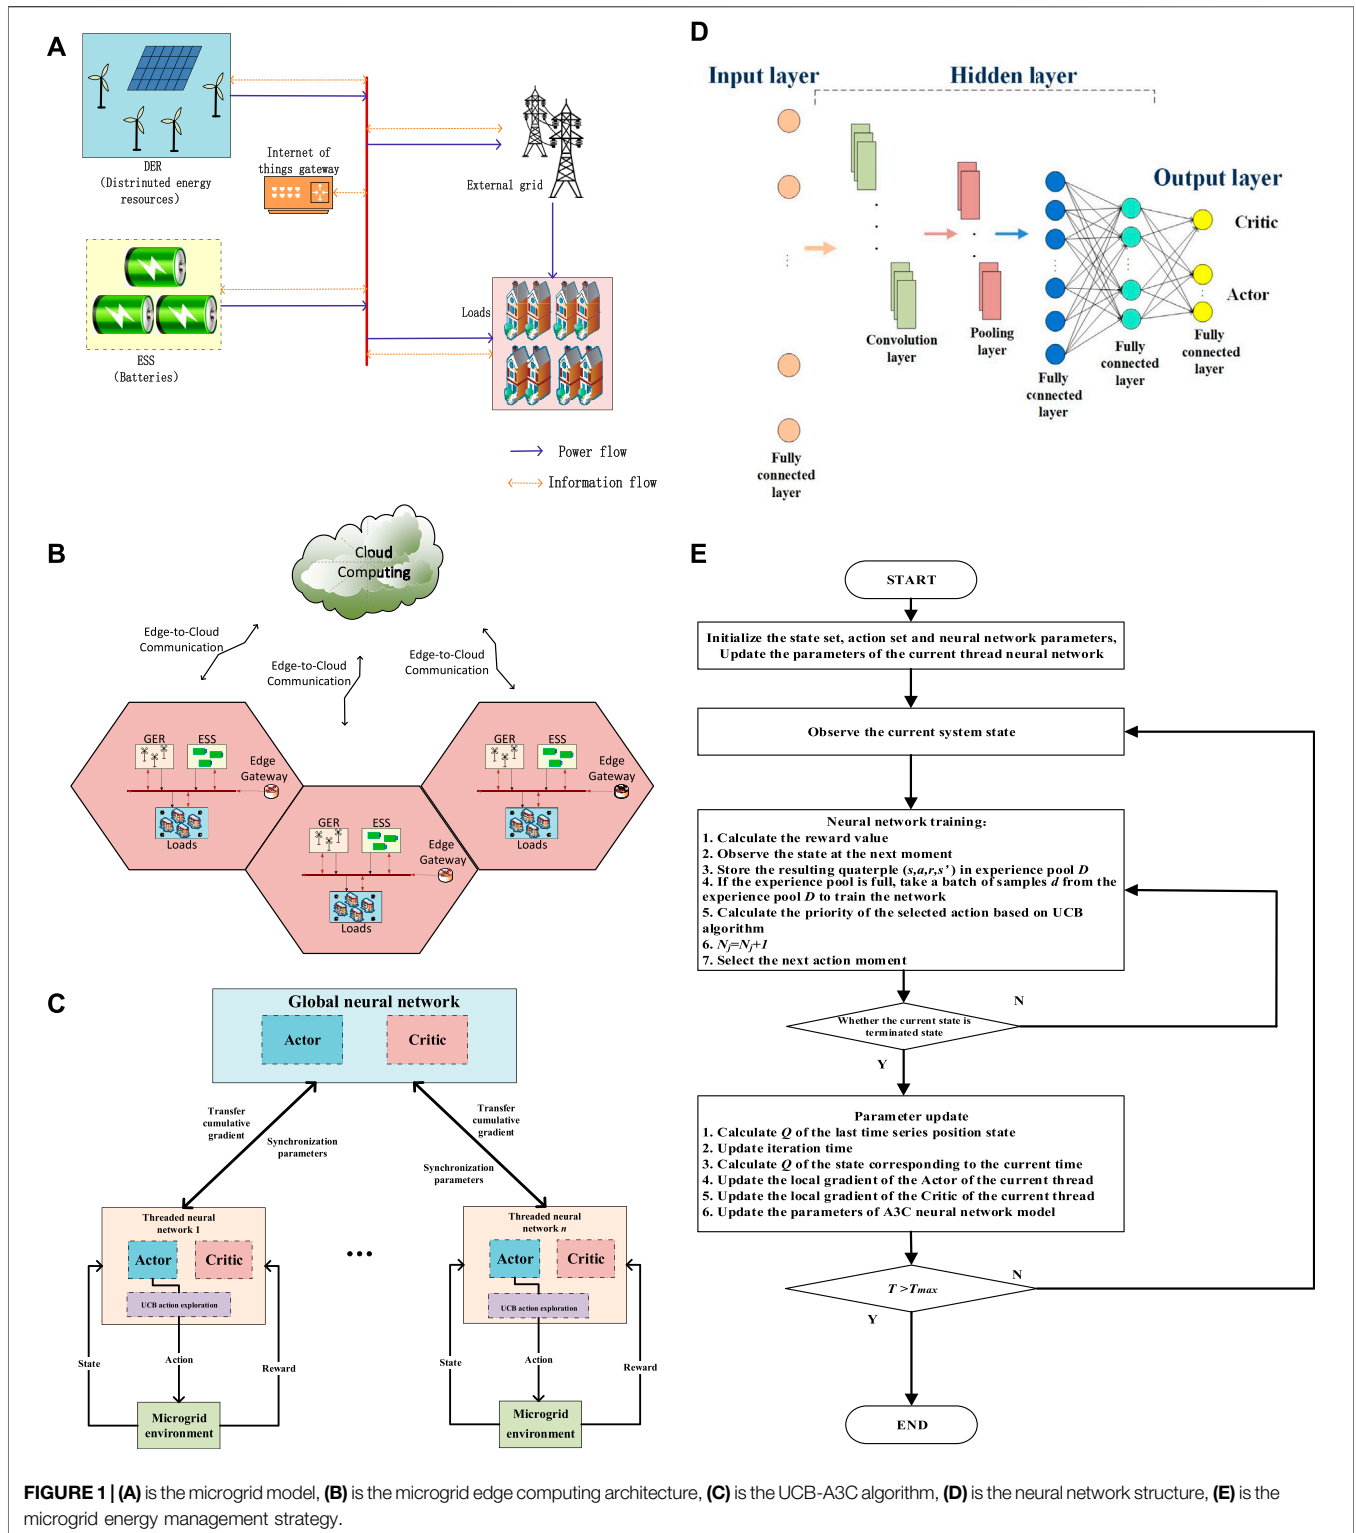 A
DER
(Distrinuted energy
resources)
Internet of
things gateway
External grid
ESS
(Batteries)
Loads
Power flow
Information flow
B
Cloud
Computing
Edge-to-Cloud
Communication
Edge-to-Cloud
Communication
Edge-to-Cloud
Communication
GER
ESS
Edge
Gateway
Loads
GER
ESS
Edge
Gateway
Loads
GER
ESS
Edge
Gateway
Loads
C
Global neural network
Actor
Critic
Transfer
cumulative
gradient
Synchronization
parameters
Transfer
cumulative
gradient
Synchronization
parameters
Threaded neural
network 1
Actor
Critic
UCB action exploration
State
Action
Reward
Microgrid
environment
...
Threaded neural
network n
Actor
Critic
UCB action exploration
State
Action
Reward
Microgrid
environment
D
Input layer
Hidden layer
Output layer
Critic
Actor
Convolution
layer
Pooling
layer
Fully
connected
layer
Fully
connected
layer
Fully
connected
layer
Fully
connected
layer
E
START
Initialize the state set, action set and neural network parameters,
Update the parameters of the current thread neural network
Observe the current system state
Neural network training:
1. Calculate the reward value
2. Observe the state at the next moment
3. Store the resulting quaterple (s,a,r,s') in experience pool D
4. If the experience pool is full, take a batch of samples d from the
experience pool D to train the network
5. Calculate the priority of the selected action based on UCB
algorithm
6. Nj=Nj+1
7. Select the next action moment
Whether the current state is
terminated state
N
Y
Parameter update
1. Calculate Q of the last time series position state
2. Update iteration time
3. Calculate Q of the state corresponding to the current time
4. Update the local gradient of the Actor of the current thread
5. Update the local gradient of the Critic of the current thread
6. Update the parameters of A3C neural network model
T >Tmax
N
Y
END
FIGURE 1 | (A) is the microgrid model, (B) is the microgrid edge computing architecture, (C) is the UCB-A3C algorithm, (D) is the neural network structure, (E) is the
microgrid energy management strategy.